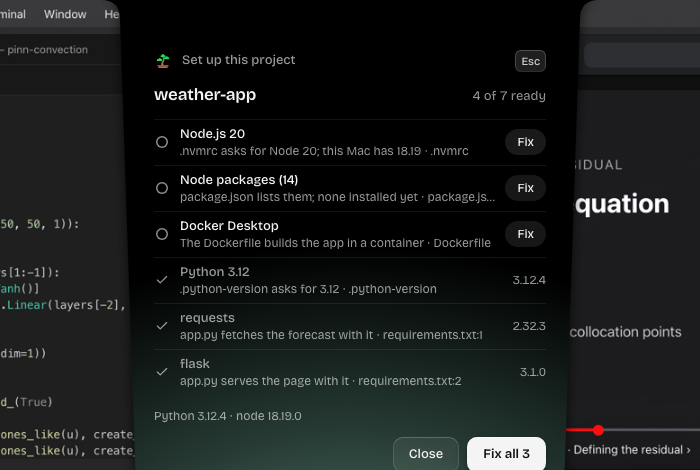 minal Window He
– pinn-convection
50, 50, 1)):
s[1:-1]):
anh()]
.Linear(layers[-2],
dim=1))
d_(True)
ones_like(u), create_
ones_like(u), create_
Set up this project
Esc
weather-app
4 of 7 ready
Node.js 20
.nvmrc asks for Node 20; this Mac has 18.19 · .nvmrc
Fix
Node packages (14)
package.json lists them; none installed yet · package.js...
Fix
Docker Desktop
The Dockerfile builds the app in a container · Dockerfile
Fix
Python 3.12
.python-version asks for 3.12 · .python-version
3.12.4
requests
app.py fetches the forecast with it · requirements.txt:1
2.32.3
flask
app.py serves the page with it · requirements.txt:2
3.1.0
Python 3.12.4 · node 18.19.0
Close
Fix all 3
SIDUAL
quation
collocation points
· Defining the residual ›